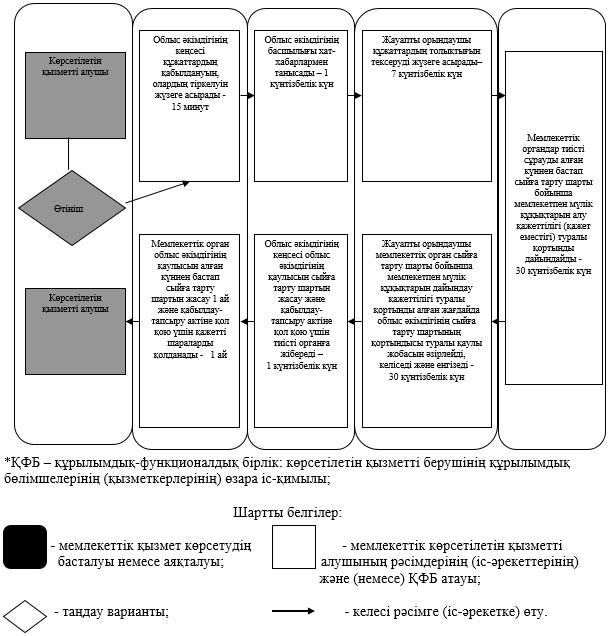 Көрсетілетін
қызметті алушы
Өтініш
Облыс әкімдігінің
кеңсесі
құжаттардың
қабылдануын,
олардың тіркелуін
жүзеге асырады -
15 минут
Облыс әкімдігінің
басшылығы хат-
хабарлармен
танысады – 1
күнтізбелік күн
Жауапты орындаушы
құжаттардың толықтығын
тексеруді жүзеге асырады–
7 күнтізбелік күн
Мемлекеттік
органдар тиісті
сұрауды алған
күннен бастап
сыйға тарту шарты
бойынша
мемлекетпен мүлік
құқықтарын алу
қажеттілігі (қажет
еместігі) туралы
қортынды
дайындайды -
30 күнтізбелік күн
Жауапты орындаушы
мемлекеттік орган сыйға
тарту шарты бойынша
мемлекетпен мүлік
құқықтарын дайындау
қажеттілігі туралы
қортынды алған жағдайда
облыс әкімдігінің сыйға
тарту шартының
қортындысы туралы қаулы
жобасын әзірлейді,
келіседі және енгізеді -
30 күнтізбелік күн
Облыс әкімдігінің
кеңсесі облыс
әкімдігінің
қаулысын сыйға
тарту шартын
жасау және
қабылдау-
тапсыру актіне
қол қою үшін
тиісті органға
жібереді –
1 күнтізбелік күн
Мемлекеттік орган
облыс әкімдігінің
қаулысын алған
күннен бастап
сыйға тарту
шартын жасау 1 ай
және қабылдау-
тапсыру актіне қол
қою үшін қажетті
шараларды
қолданады - 1 ай
Көрсетілетін
қызметті алушы
*ҚФБ – құрылымдық-функционалдық бірлік: көрсетілетін қызметті берушінің құрылымдық
бөлімшелерінің (қызметкерлерінің) өзара іс-қимылы;
Шартты белгілер:
- мемлекеттік қызмет көрсетудің
басталуы немесе аяқталуы;
- мемлекеттік көрсетілетін қызметті
алушының рәсімдерінің (іс-әрекеттерінің)
және (немесе) ҚФБ атауы;
- таңдау варианты;
- келесі рәсімге (іс-әрекетке) өту.